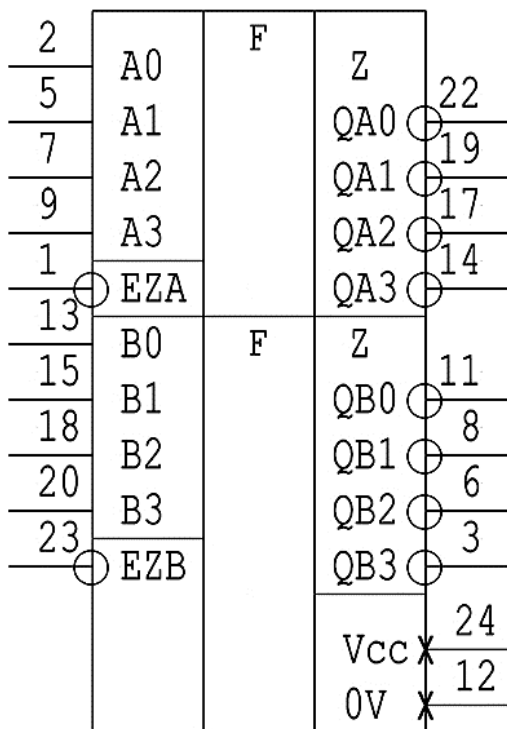 F
2 A0 Z
5 A1 QA0 22
7 A2 QA1 19
9 A3 QA2 17
1 EZA QA3 14
13 B0 F Z
15 B1 QB0 11
18 B2 QB1 8
20 B3 QB2 6
23 EZB QB3 3
Vcc 24
0V 12